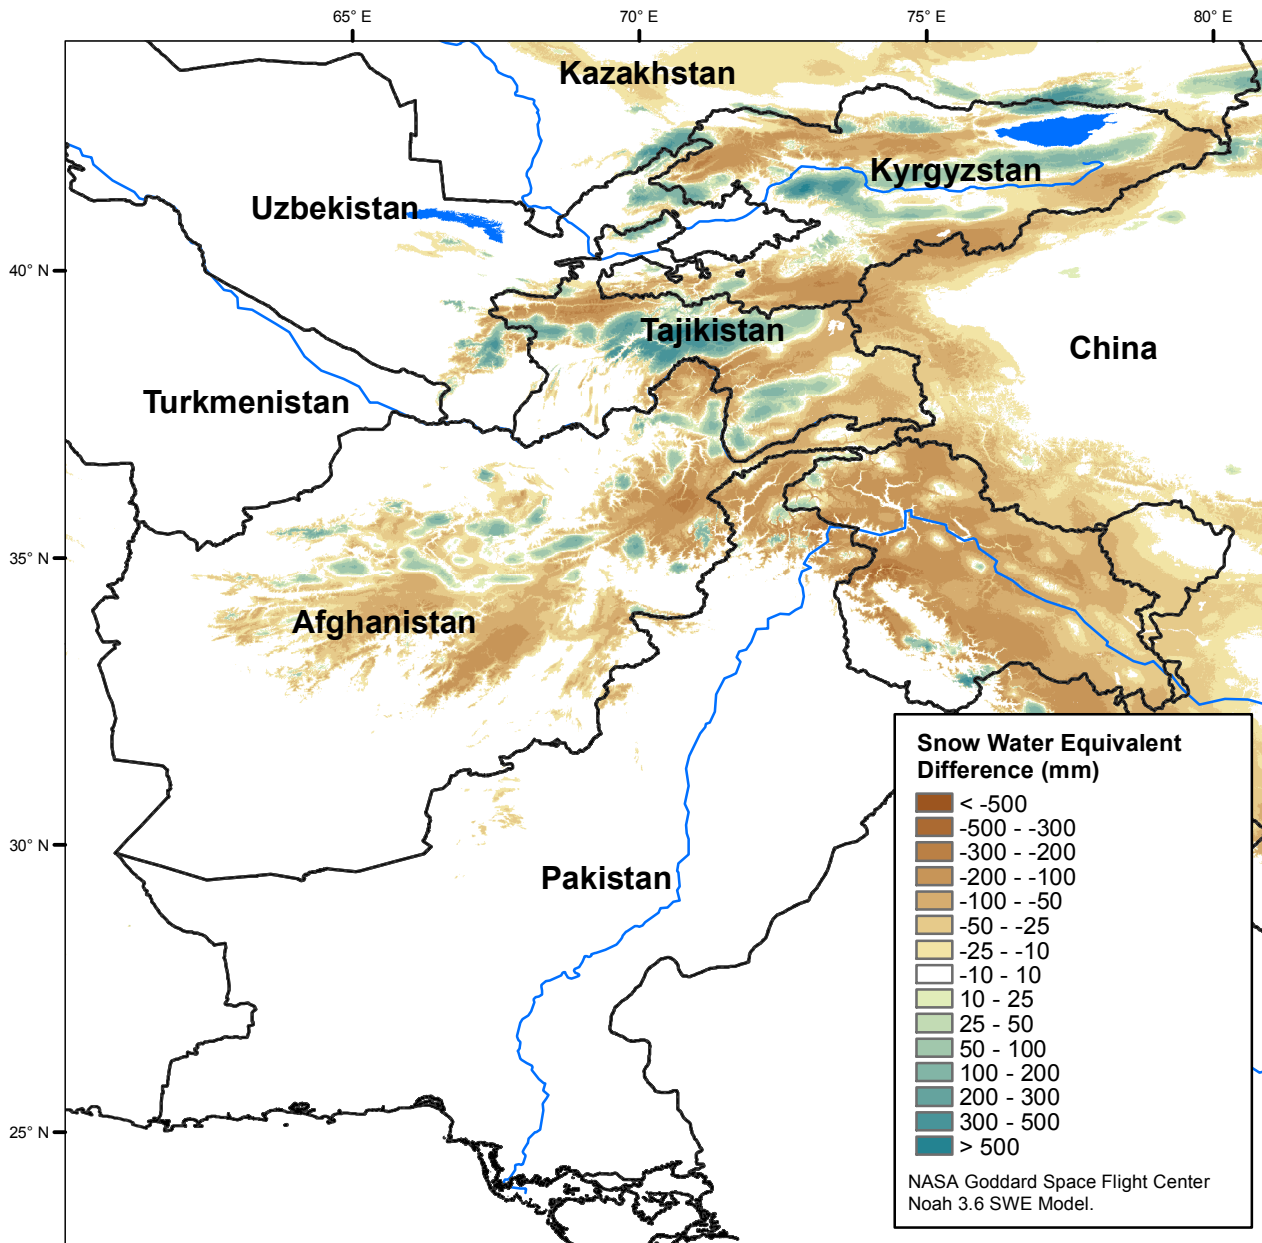 65° E
70° E
75° E
80° E
Kazakhstan
Kyrgyzstan
Uzbekistan
40° N
Tajikistan
China
Turkmenistan
35° N
Afghanistan
30° N
Pakistan
25° N
Snow Water Equivalent
Difference (mm)
< -500
-500 - -300
-300 - -200
-200 - -100
-100 - -50
-50 - -25
-25 - -10
-10 - 10
10 - 25
25 - 50
50 - 100
100 - 200
200 - 300
300 - 500
> 500
NASA Goddard Space Flight Center
Noah 3.6 SWE Model.